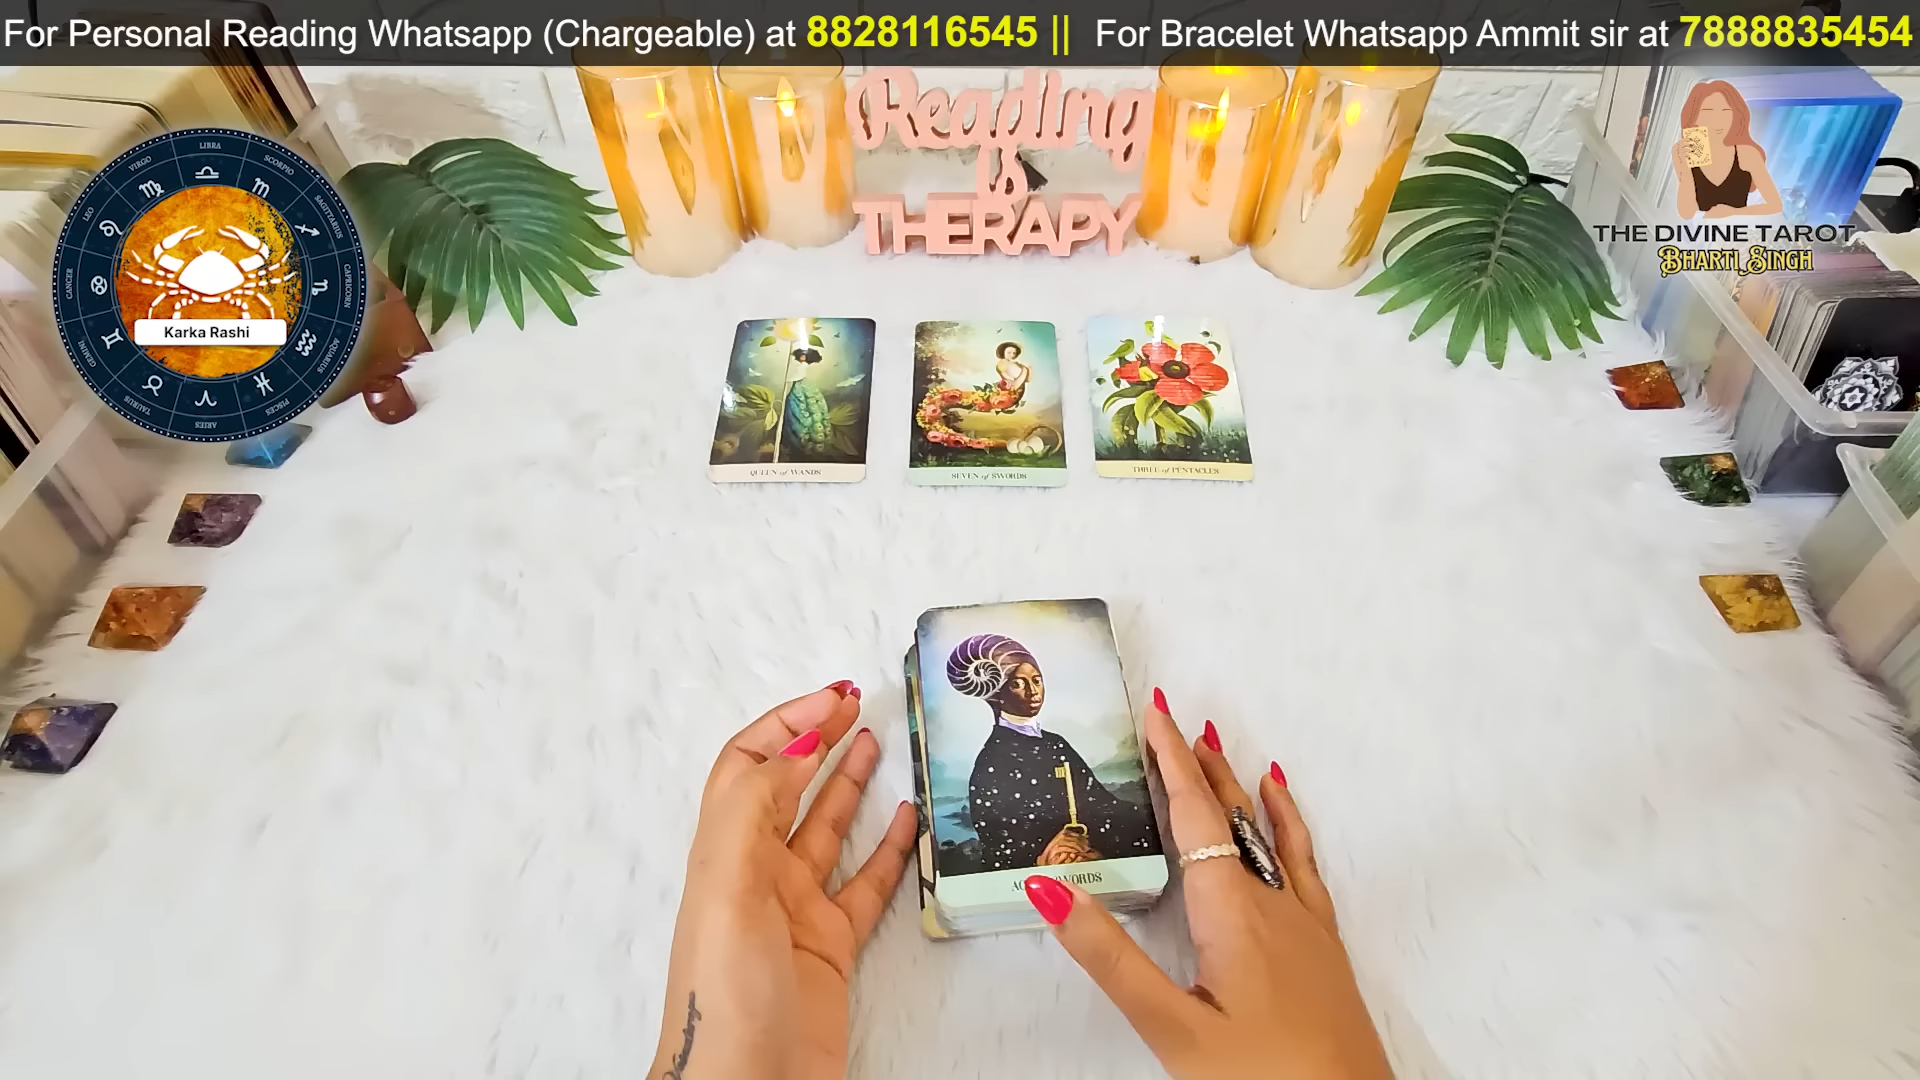 For Personal Reading Whatsapp (Chargeable) at 8828116545 || For Bracelet Whatsapp Ammit sir at 7888835454
Reading
is
THERAPY
THE DIVINE TAROT
BHARTI SINGH
LIBRA
SCORPIO
SAGITTARIUS
CAPRICORN
AQUARIUS
PISCES
ARIES
TAURUS
GEMINI
CANCER
LEO
VIRGO
Karka Rashi
QUEEN of WANDS
SEVEN of SWORDS
THREE of PENTACLES